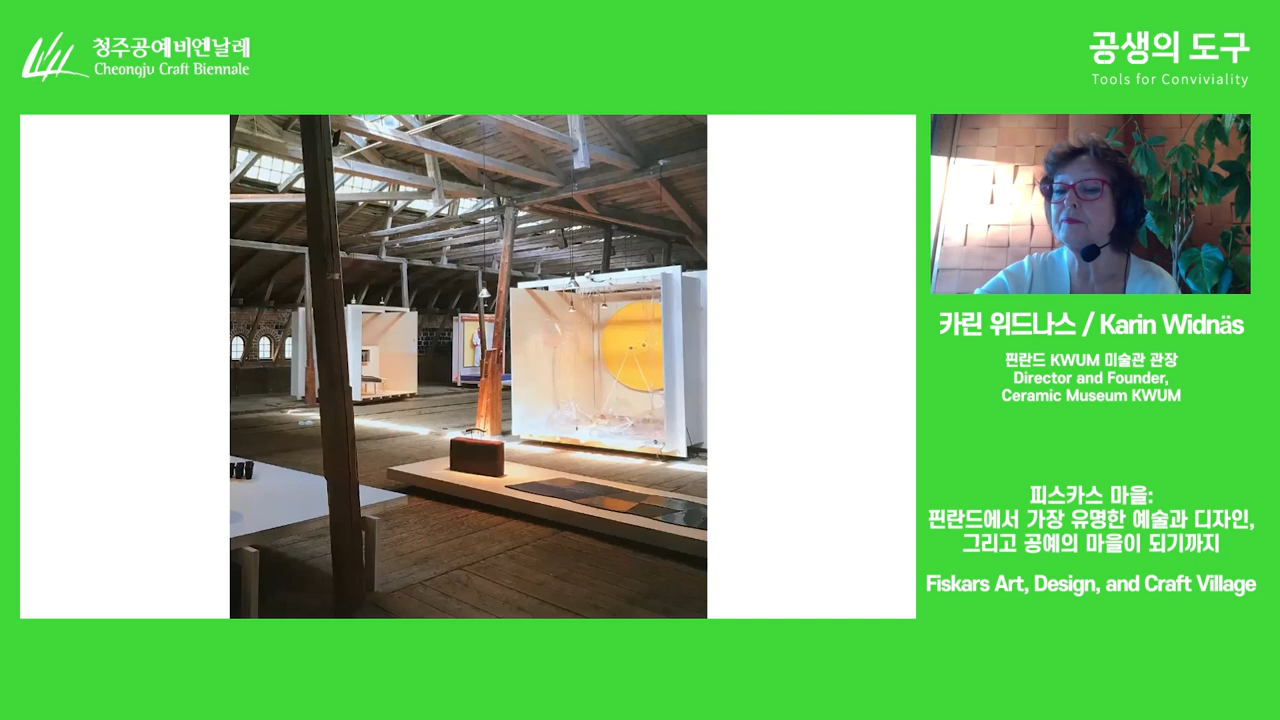 청주공예비엔날레
Cheongju Craft Biennale
공생의 도구
Tools for Conviviality
카린 위드나스 / Karin Widnäs
핀란드 KWUM 미술관 관장
Director and Founder,
Ceramic Museum KWUM
피스카스 마을:
핀란드에서 가장 유명한 예술과 디자인,
그리고 공예의 마을이 되기까지
Fiskars Art, Design, and Craft Village